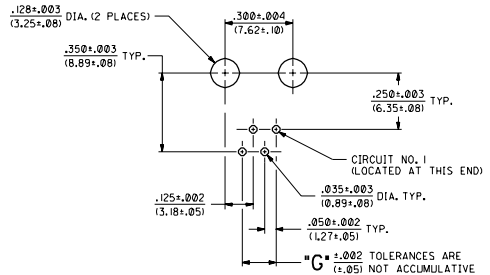 .128±.003 DIA. (2 PLACES)
(3.25±.08)
.300±.004
(7.62±.10)
.350±.003 TYP.
(8.89±.08)
.250±.003 TYP.
(6.35±.08)
CIRCUIT NO. 1
(LOCATED AT THIS END)
.125±.002
(3.18±.05)
.035±.003 DIA. TYP.
(0.89±.08)
.050±.002 TYP.
(1.27±.05)
"G" ±.002 TOLERANCES ARE
(±.05) NOT ACCUMULATIVE